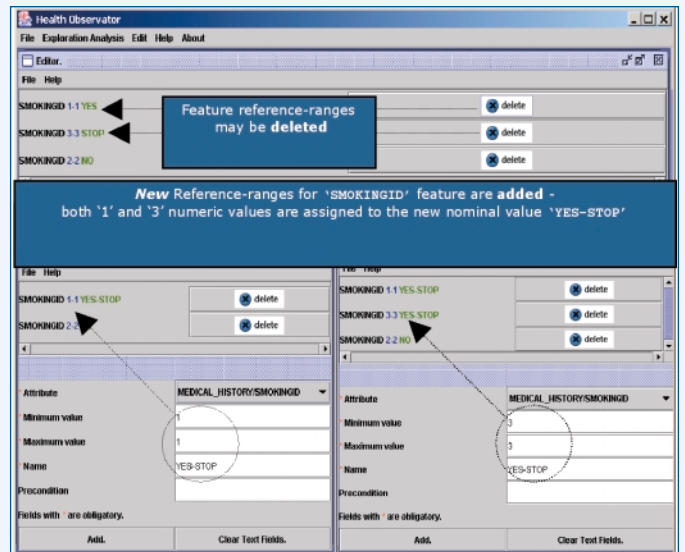 Health Observator
File Exploration Analysis Edit Help About
Editor.
File Help
SMOKINGID 1-1 YES
delete
SMOKINGID 3-3 STOP
delete
SMOKINGID 2-2 NO
delete
Feature reference-ranges
may be deleted
New Reference-ranges for 'SMOKINGID' feature are added -
both '1' and '3' numeric values are assigned to the new nominal value 'YES-STOP'
File Help
SMOKINGID 1-1 YES-STOP
delete
SMOKINGID 2-2
delete
* Attribute
MEDICAL_HISTORY/SMOKINGID
* Minimum value
1
* Maximum value
1
* Name
YES-STOP
Precondition
Fields with * are obligatory.
Add.
Clear Text Fields.
File Help
SMOKINGID 1-1 YES-STOP
delete
SMOKINGID 3-3 YES-STOP
delete
SMOKINGID 2-2 NO
delete
* Attribute
MEDICAL_HISTORY/SMOKINGID
* Minimum value
3
* Maximum value
3
* Name
YES-STOP
Precondition
Fields with * are obligatory.
Add.
Clear Text Fields.